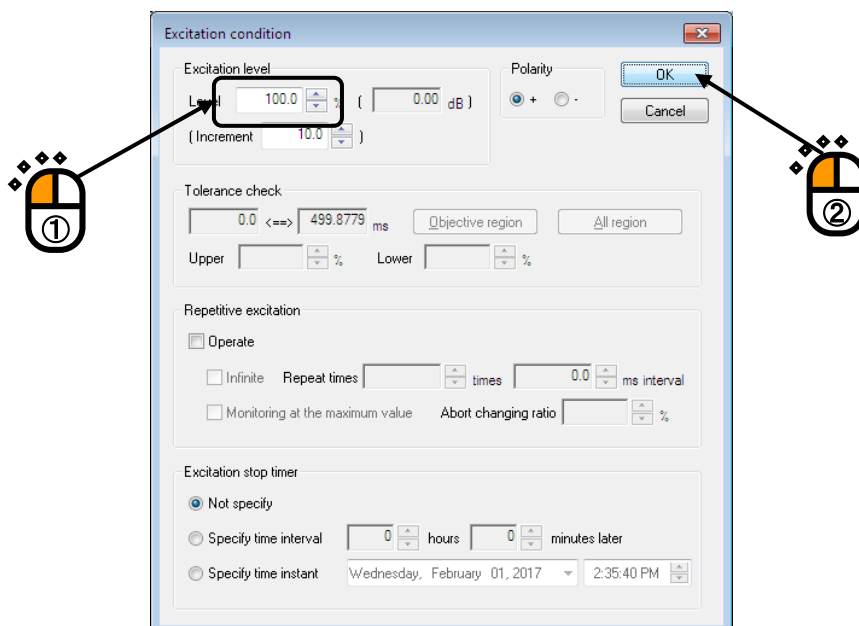 Excitation condition
Excitation level
Level 100.0 % ( 0.00 dB )
( Increment 10.0 )
Polarity
+ -
OK
Cancel
①
②
Tolerance check
0.0 <==> 499.8779 ms Objective region All region
Upper % Lower %
Repetitive excitation
Operate
Infinite Repeat times times 0.0 ms interval
Monitoring at the maximum value Abort changing ratio %
Excitation stop timer
Not specify
Specify time interval 0 hours 0 minutes later
Specify time instant Wednesday, February 01, 2017 2:35:40 PM